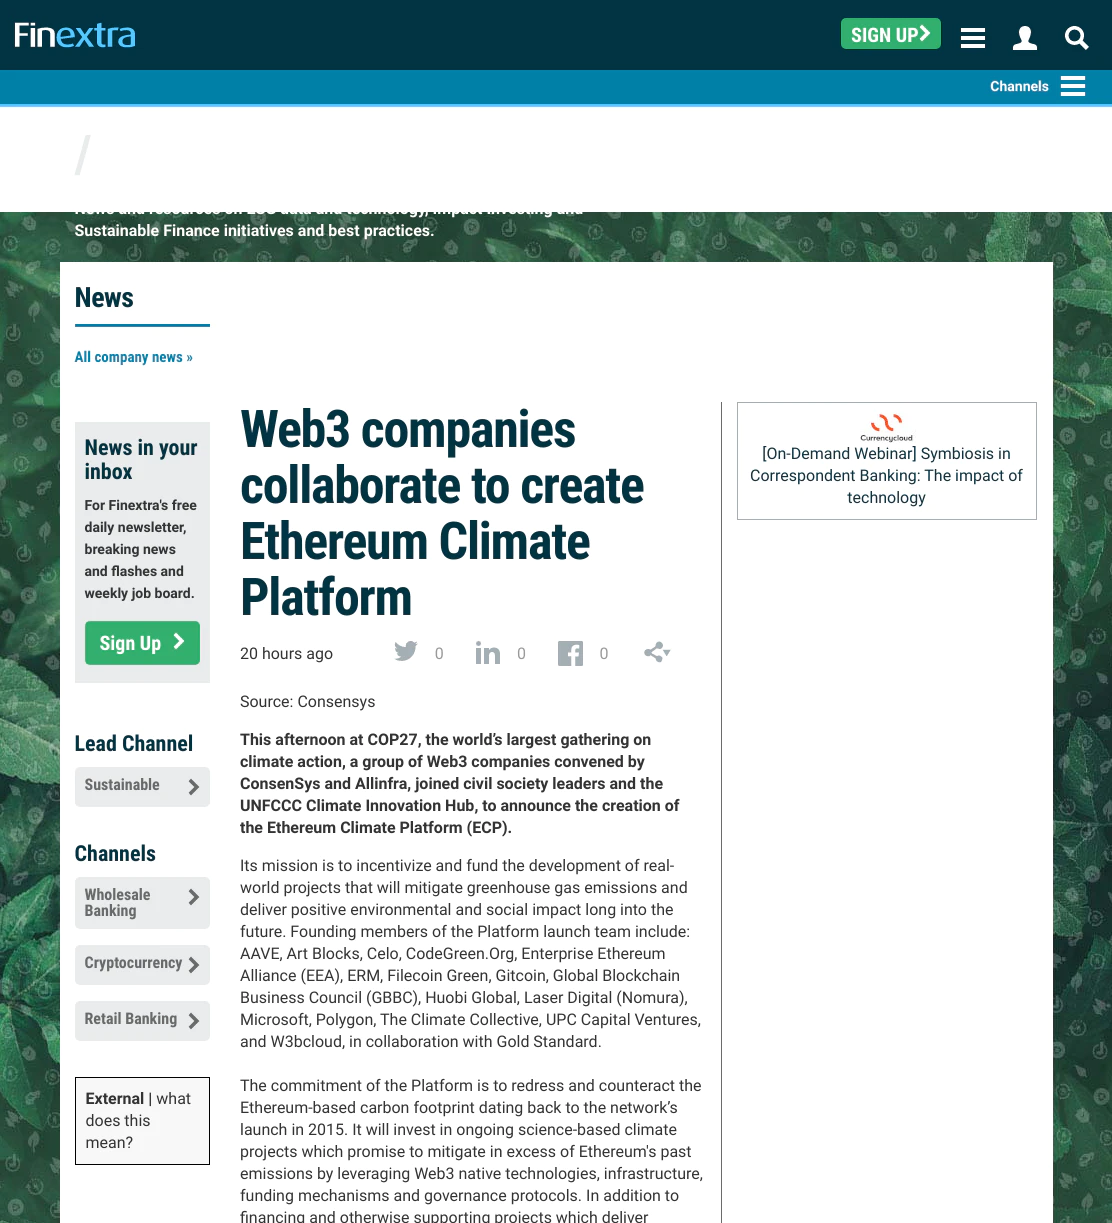 Finextra
SIGN UP
Channels
/
News and resources on ESG data and technology, impact investing and
Sustainable Finance initiatives and best practices.
News
All company news »
News in your
inbox
For Finextra's free
daily newsletter,
breaking news
and flashes and
weekly job board.
Sign Up
Lead Channel
Sustainable
Channels
Wholesale
Banking
Cryptocurrency
Retail Banking
External | what
does this
mean?
Web3 companies
collaborate to create
Ethereum Climate
Platform
20 hours ago
0
0
0
Source: Consensys
This afternoon at COP27, the world’s largest gathering on
climate action, a group of Web3 companies convened by
ConsenSys and Allinfra, joined civil society leaders and the
UNFCCC Climate Innovation Hub, to announce the creation of
the Ethereum Climate Platform (ECP).
Its mission is to incentivize and fund the development of real-
world projects that will mitigate greenhouse gas emissions and
deliver positive environmental and social impact long into the
future. Founding members of the Platform launch team include:
AAVE, Art Blocks, Celo, CodeGreen.Org, Enterprise Ethereum
Alliance (EEA), ERM, Filecoin Green, Gitcoin, Global Blockchain
Business Council (GBBC), Huobi Global, Laser Digital (Nomura),
Microsoft, Polygon, The Climate Collective, UPC Capital Ventures,
and W3bcloud, in collaboration with Gold Standard.
The commitment of the Platform is to redress and counteract the
Ethereum-based carbon footprint dating back to the network’s
launch in 2015. It will invest in ongoing science-based climate
projects which promise to mitigate in excess of Ethereum's past
emissions by leveraging Web3 native technologies, infrastructure,
funding mechanisms and governance protocols. In addition to
financing and otherwise supporting projects which deliver
Currencycloud
[On-Demand Webinar] Symbiosis in
Correspondent Banking: The impact of
technology